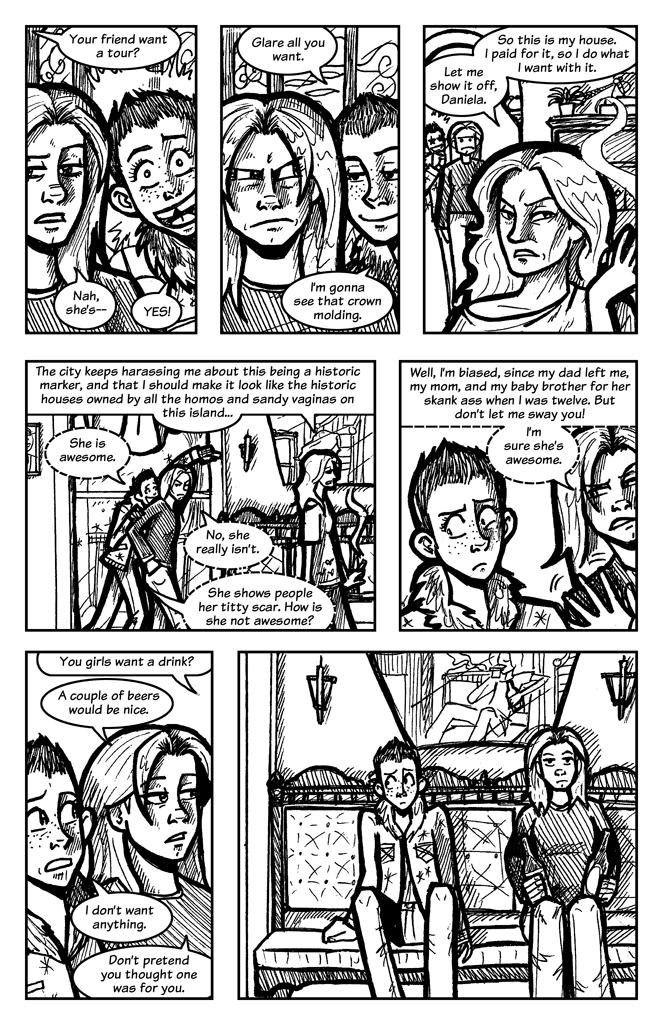 Your friend want
a tour?
Nah,
she's--
YES!
Glare all you
want.
I'm gonna
see that crown
molding.
So this is my house.
I paid for it, so I do what
I want with it.
Let me
show it off,
Daniela.
The city keeps harassing me about this being a historic
marker, and that I should make it look like the historic
houses owned by all the homos and sandy vaginas on
this island...
She is
awesome.
No, she
really isn't.
She shows people
her titty scar. How is
she not awesome?
Well, I'm biased, since my dad left me,
my mom, and my baby brother for her
skank ass when I was twelve. But
don't let me sway you!
I'm
sure she's
awesome.
You girls want a drink?
A couple of beers
would be nice.
I don't want
anything.
Don't pretend
you thought one
was for you.